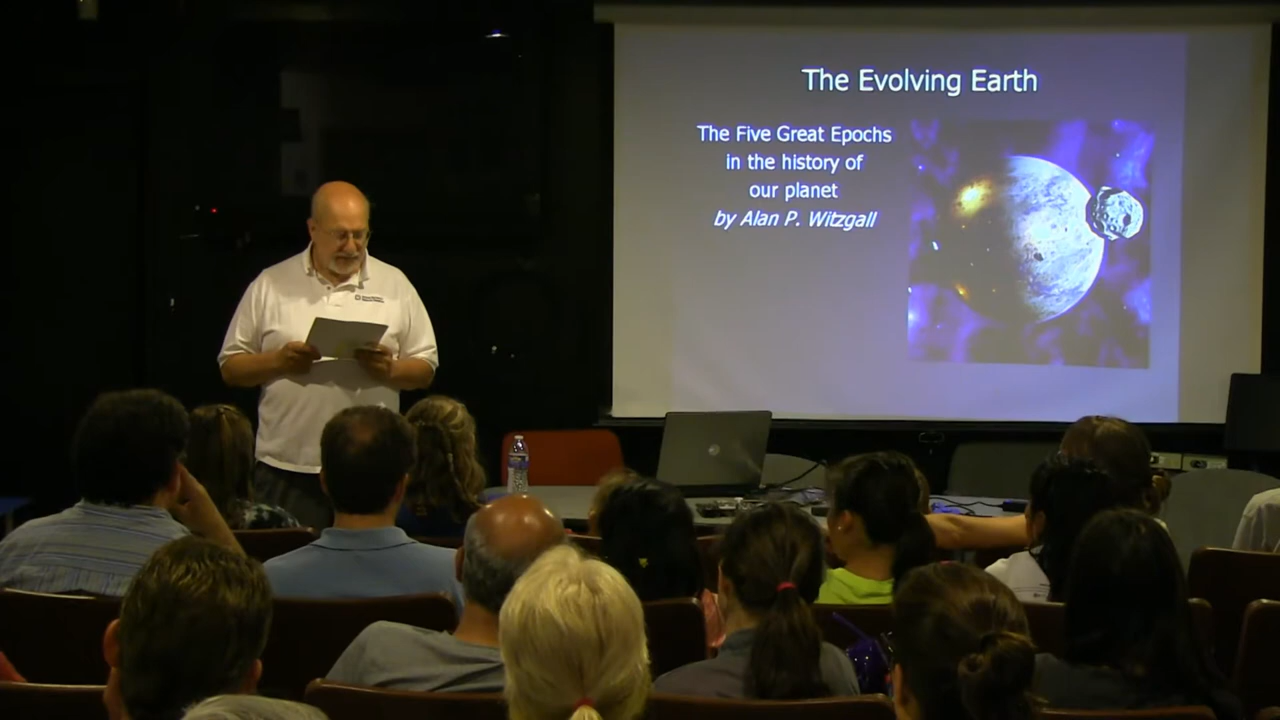 The Evolving Earth
The Five Great Epochs
in the history of
our planet
by Alan P. Witzgall